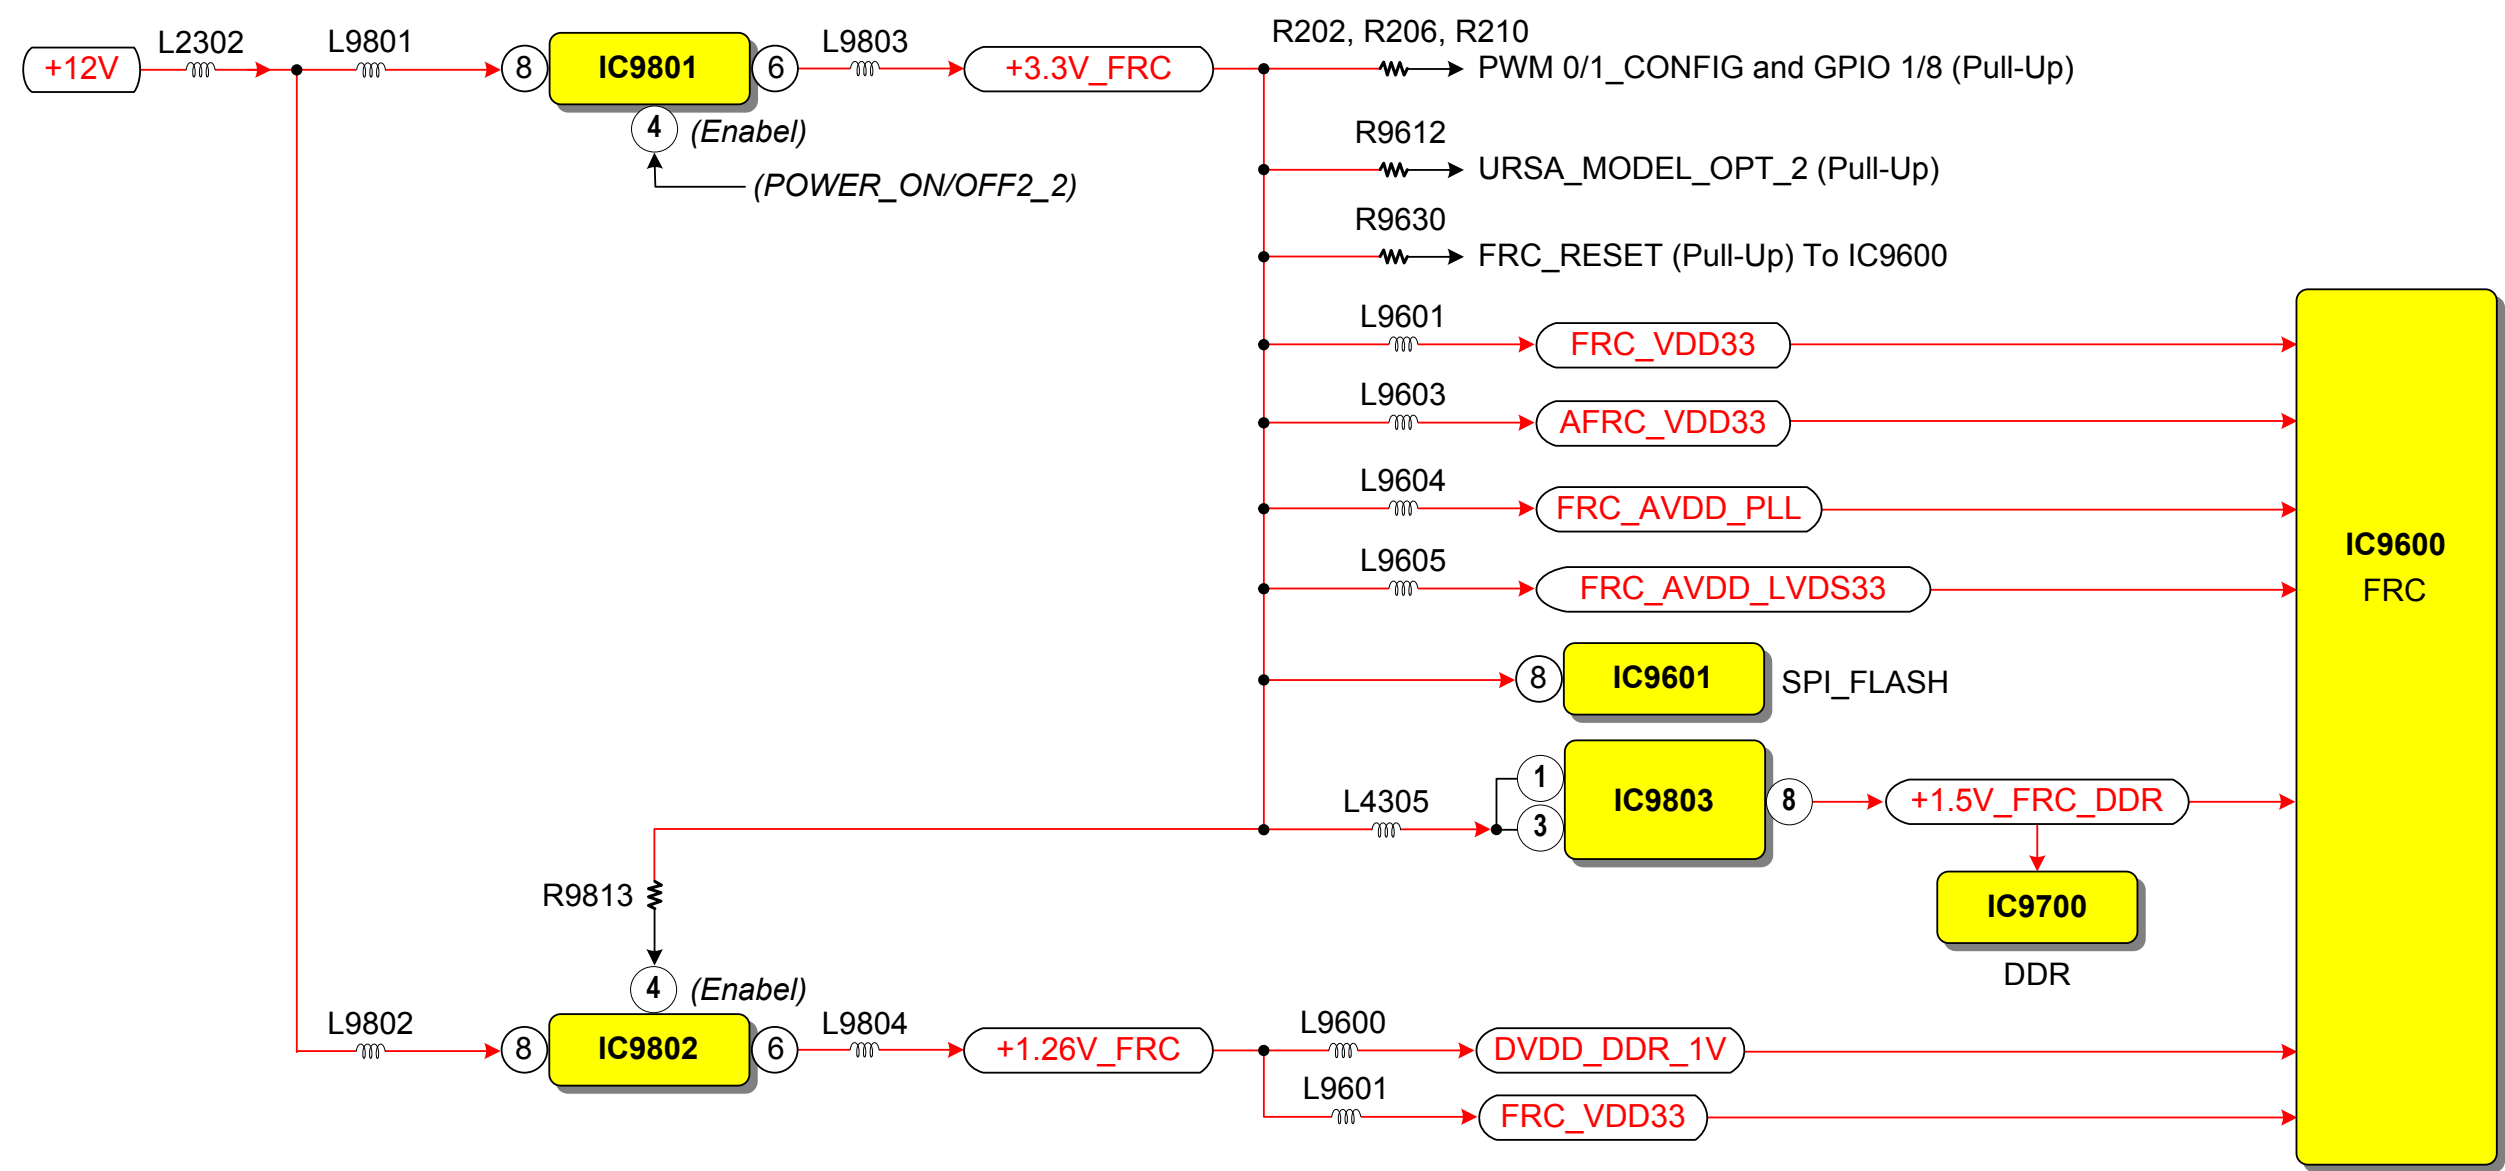 +12V
L2302
L9801
8
IC9801
6
L9803
+3.3V_FRC
4
(Enabel)
(POWER_ON/OFF2_2)
R202, R206, R210
PWM 0/1_CONFIG and GPIO 1/8 (Pull-Up)
R9612
URSA_MODEL_OPT_2 (Pull-Up)
R9630
FRC_RESET (Pull-Up) To IC9600
L9601
FRC_VDD33
L9603
AFRC_VDD33
L9604
FRC_AVDD_PLL
L9605
FRC_AVDD_LVDS33
IC9600
FRC
8
IC9601
SPI_FLASH
L4305
1
3
IC9803
8
+1.5V_FRC_DDR
IC9700
DDR
R9813
4
(Enabel)
L9802
8
IC9802
6
L9804
+1.26V_FRC
L9600
DVDD_DDR_1V
L9601
FRC_VDD33